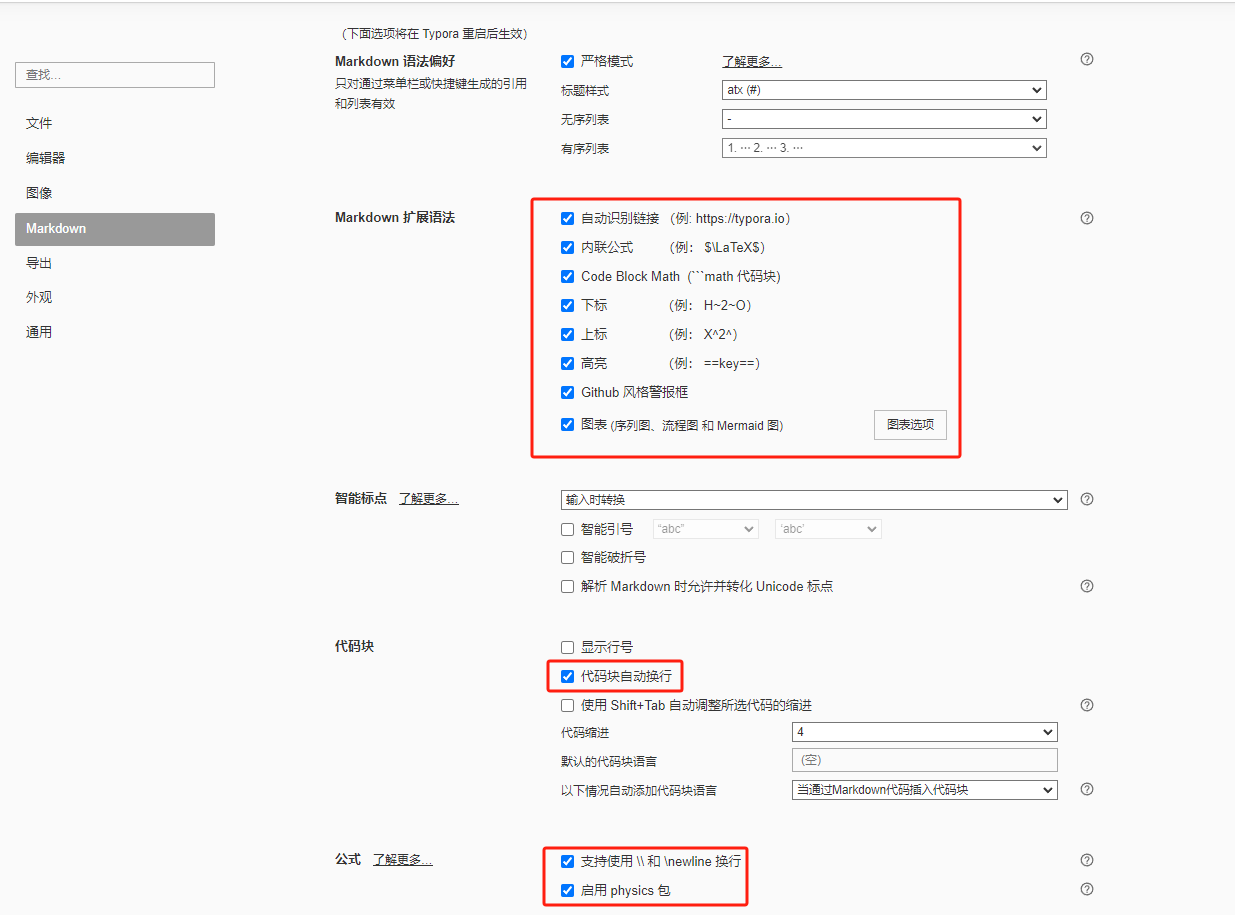 （下面选项将在 Typora 重启后生效）
查找...
文件
编辑器
图像
Markdown
导出
外观
通用
Markdown 语法偏好
只对通过菜单栏或快捷键生成的引用
和列表有效
严格模式 了解更多...
标题样式 atx (#)
无序列表 -
有序列表 1. ··· 2. ··· 3. ···
Markdown 扩展语法
自动识别链接 （例: https://typora.io）
内联公式 （例: $\LaTeX$）
Code Block Math (```math 代码块)
下标 （例: H~2~O）
上标 （例: X^2^）
高亮 （例: ==key==）
Github 风格警报框
图表 (序列图、流程图 和 Mermaid 图) 图表选项
智能标点 了解更多... 输入时转换
智能引号 “abc” ‘abc’
智能破折号
解析 Markdown 时允许并转化 Unicode 标点
代码块
显示行号
代码块自动换行
使用 Shift+Tab 自动调整所选代码的缩进
代码缩进 4
默认的代码块语言 （空）
以下情况自动添加代码块语言 当通过Markdown代码插入代码块
公式 了解更多...
支持使用 \\ 和 \newline 换行
启用 physics 包